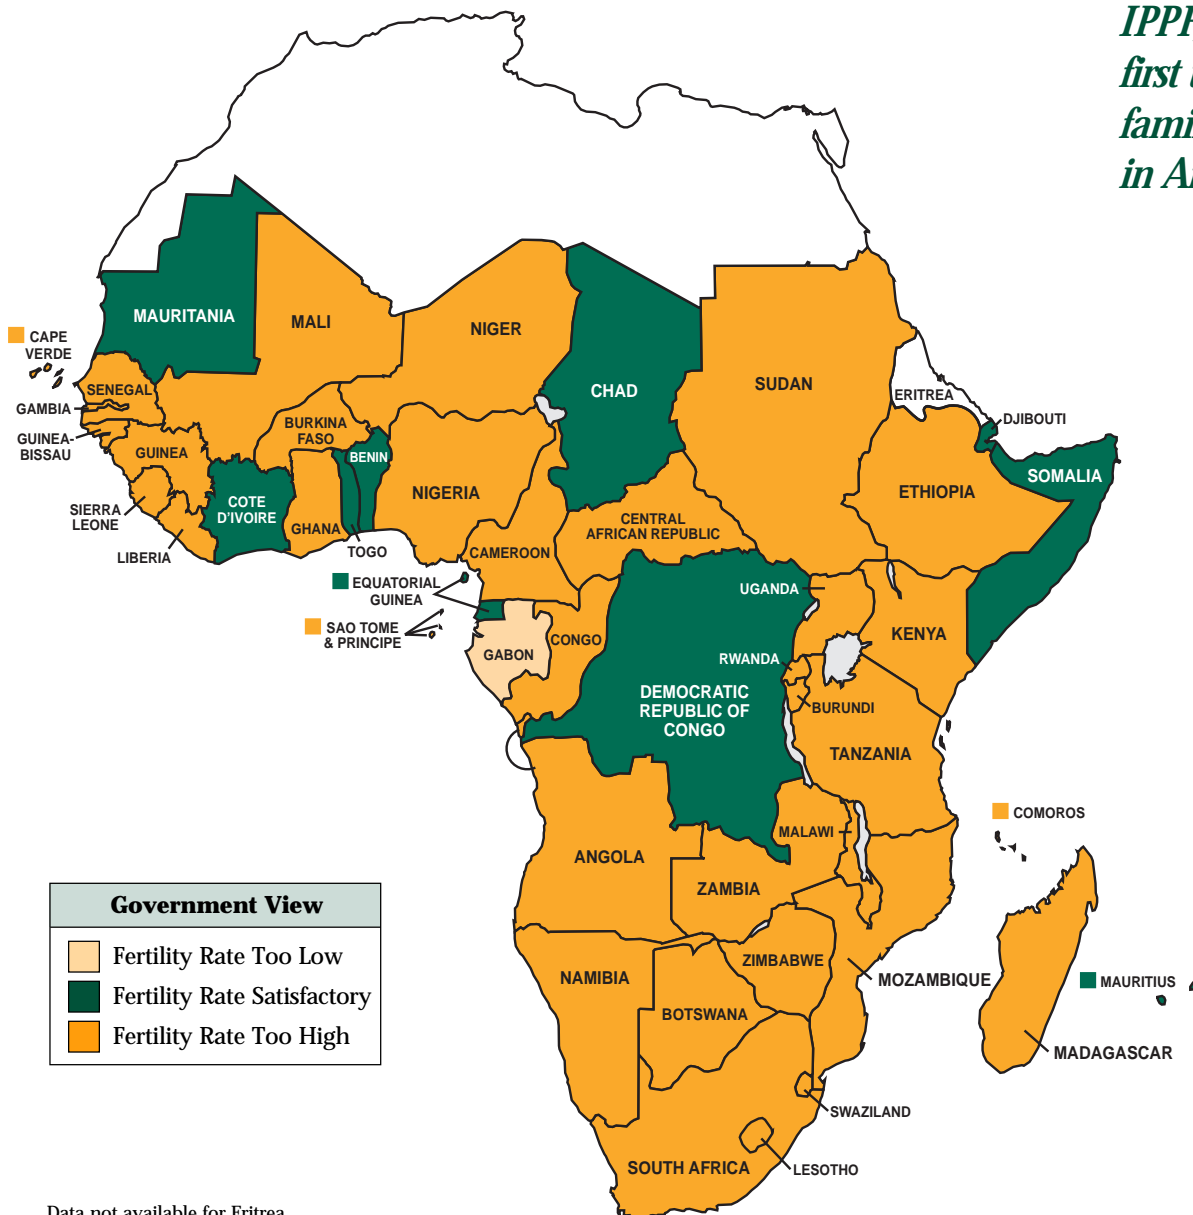 first
in
MAURITANIA
MALI
NIGER
CHAD
SUDAN
ERITREA
DJIBOUTI
SOMALIA
ETHIOPIA
CAPE
VERDE
SENEGAL
GAMBIA
GUINEA-
BISSAU
GUINEA
SIERRA
LEONE
LIBERIA
COTE
D'IVOIRE
BURKINA
FASO
GHANA
TOGO
BENIN
NIGERIA
CAMEROON
CENTRAL
AFRICAN REPUBLIC
EQUATORIAL
GUINEA
SAO TOME
& PRINCIPE
GABON
CONGO
DEMOCRATIC
REPUBLIC OF
CONGO
UGANDA
KENYA
RWANDA
BURUNDI
TANZANIA
COMOROS
MALAWI
ANGOLA
ZAMBIA
ZIMBABWE
MOZAMBIQUE
NAMIBIA
BOTSWANA
MAURITIUS
MADAGASCAR
SWAZILAND
LESOTHO
SOUTH AFRICA
Government View
Fertility Rate Too Low
Fertility Rate Satisfactory
Fertility Rate Too High
Data not available for Eritrea